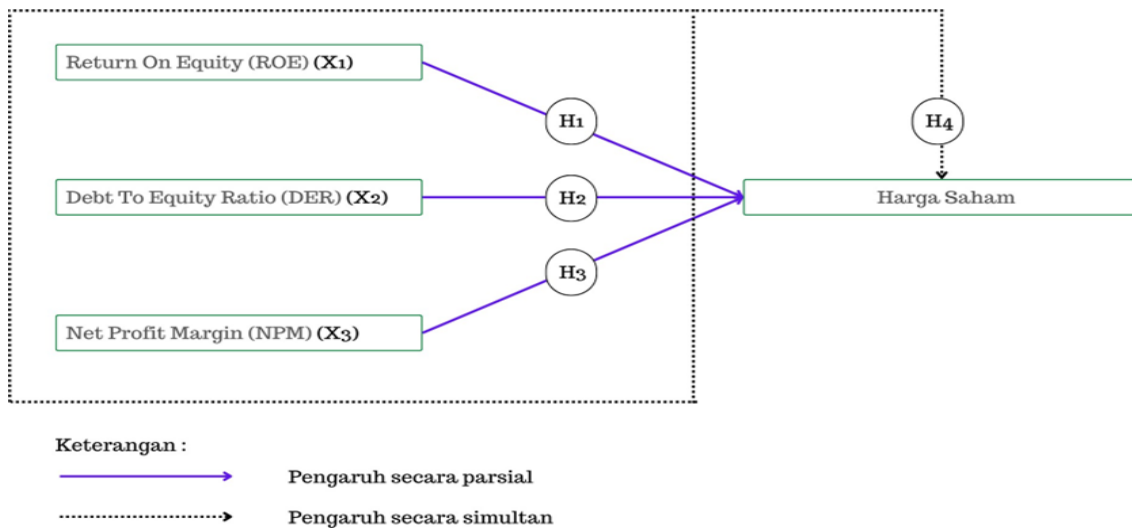 Return On Equity (ROE) (X1)
H1
H4
Debt To Equity Ratio (DER) (X2)
H2
Harga Saham
H3
Net Profit Margin (NPM) (X3)
Keterangan :
Pengaruh secara parsial
Pengaruh secara simultan